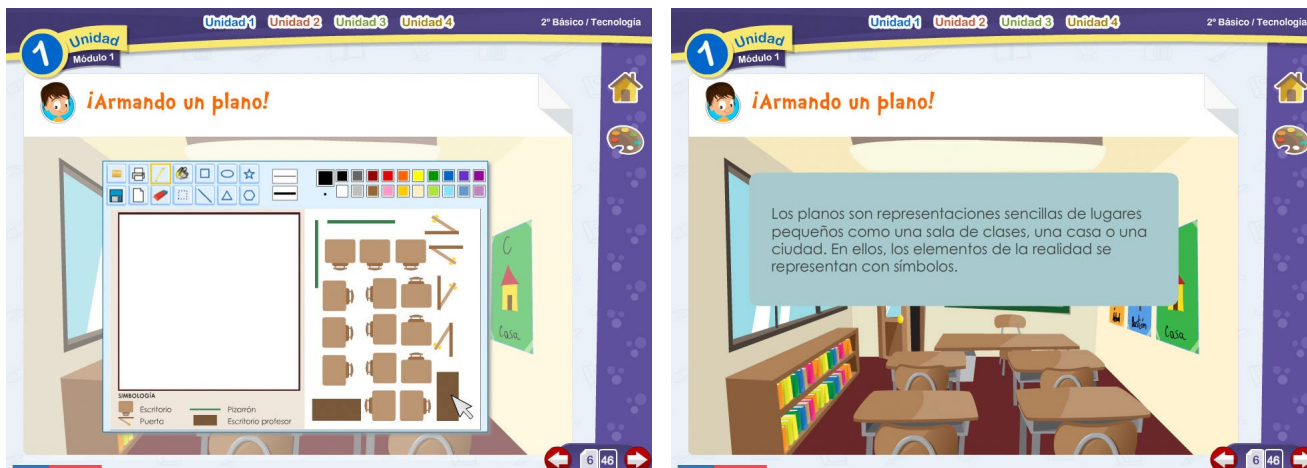 Unidad 1 Unidad 2 Unidad 3 Unidad 4
2º Básico / Tecnología
1 Unidad
Módulo 1
¡Armando un plano!
C
Casa
SIMBOLOGÍA
Escritorio
Pizarrón
Puerta
Escritorio profesor
6 46
Unidad 1 Unidad 2 Unidad 3 Unidad 4
2º Básico / Tecnología
1 Unidad
Módulo 1
¡Armando un plano!
Los planos son representaciones sencillas de lugares
pequeños como una sala de clases, una casa o una
ciudad. En ellos, los elementos de la realidad se
representan con símbolos.
Casa
6 46